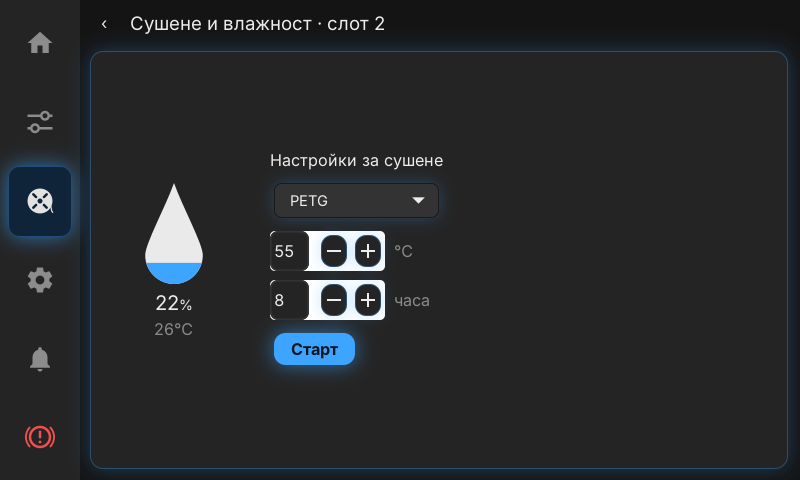 ‹ Сушене и влажност · слот 2
Настройки за сушене
PETG
55 − + °C
8 − + часа
22%
26°C
Старт